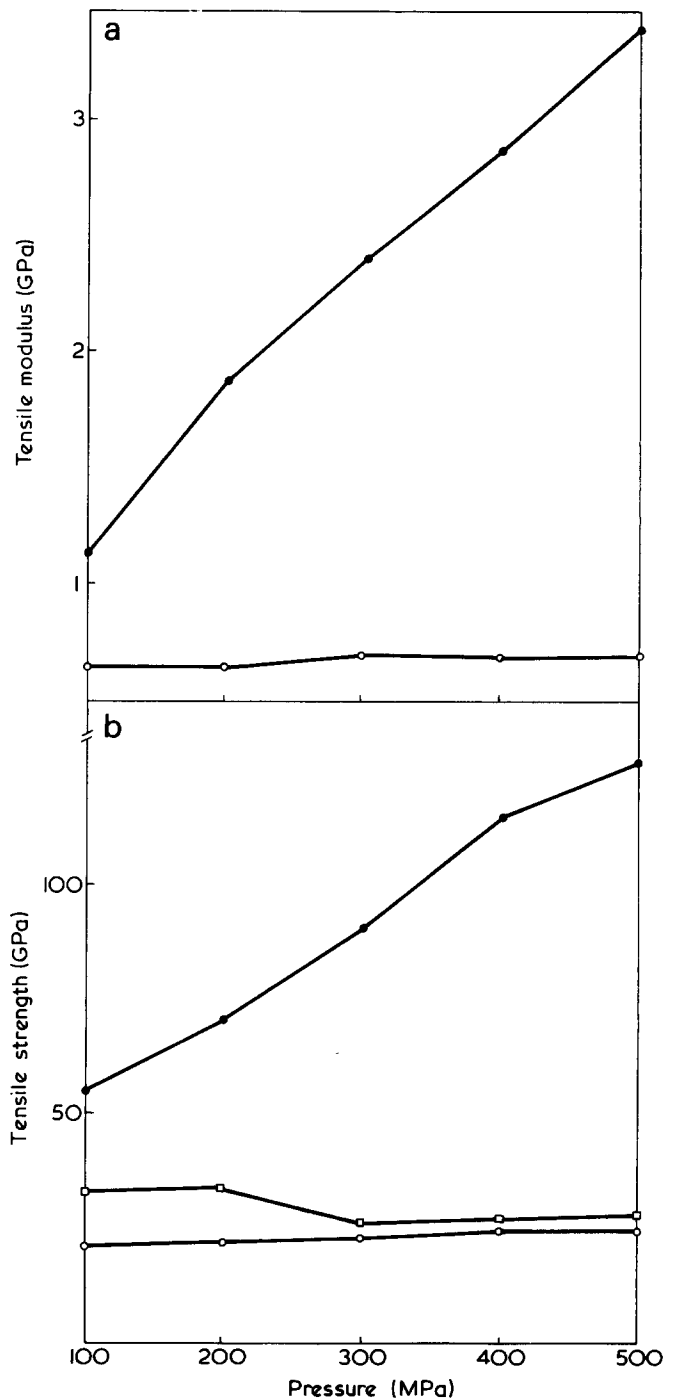 a
3
2
1
Tensile modulus (GPa)
b
100
50
Tensile strength (GPa)
100 200 300 400 500
Pressure (MPa)